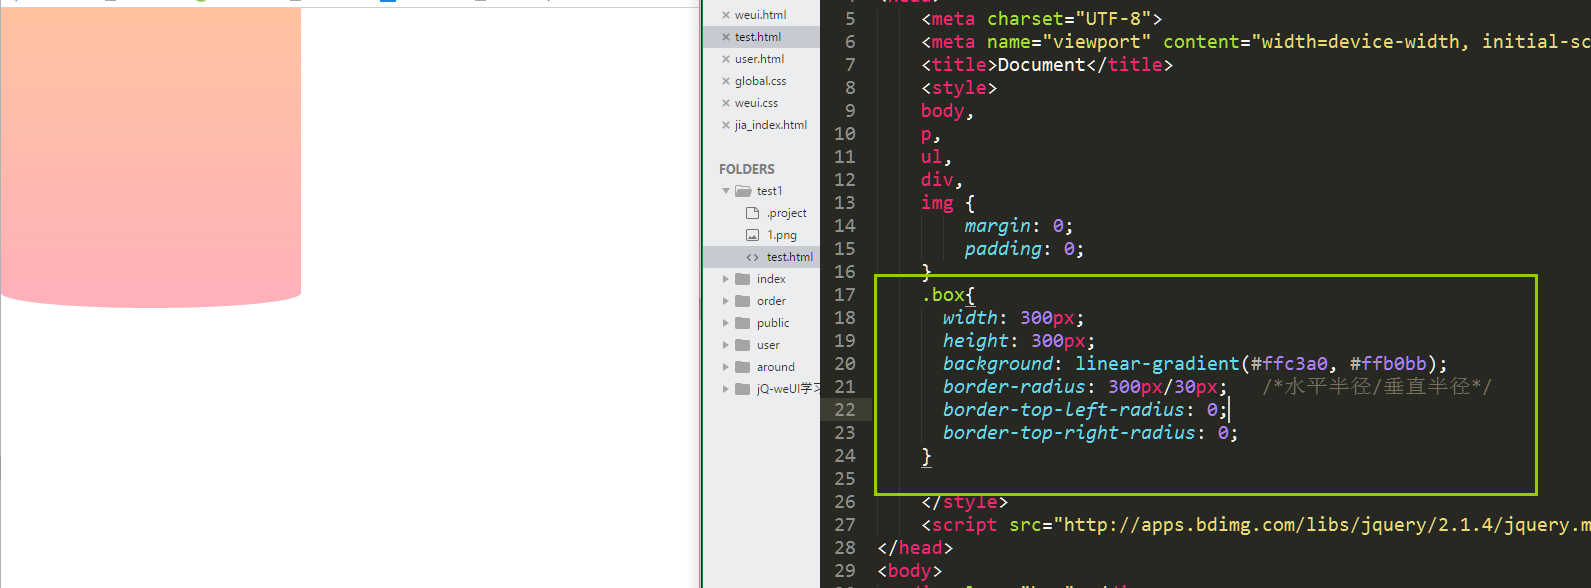 weui.html
test.html
user.html
global.css
weui.css
jia_index.html
FOLDERS
test1
.project
1.png
test.html
index
order
public
user
around
jQ-weUI学习
5 <meta charset="UTF-8">
6 <meta name="viewport" content="width=device-width, initial-sc
7 <title>Document</title>
8 <style>
9 body,
10 p,
11 ul,
12 div,
13 img {
14 margin: 0;
15 padding: 0;
16 }
17 .box{
18 width: 300px;
19 height: 300px;
20 background: linear-gradient(#ffc3a0, #ffb0bb);
21 border-radius: 300px/30px; /*水平半径/垂直半径*/
22 border-top-left-radius: 0;
23 border-top-right-radius: 0;
24 }
25
26 </style>
27 <script src="http://apps.bdimg.com/libs/jquery/2.1.4/jquery.m
28 </head>
29 <body>